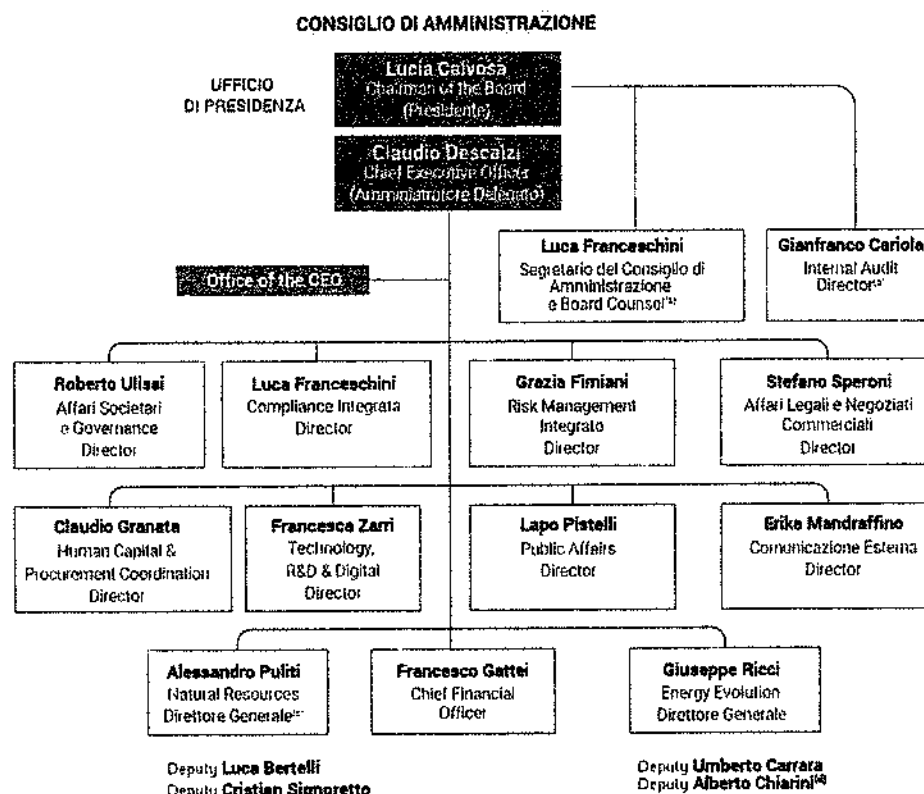 CONSIGLIO DI AMMINISTRAZIONE
UFFICIO
DI PRESIDENZA
Lucia Calvosa
Chairman of the Board
(Presidente)
Claudio Descalzi
Chief Executive Officer
(Amministratore Delegato)
Office of the CEO
Luca Franceschini
Segretario del Consiglio di
Amministrazione
e Board Counsel
Gianfranco Cariola
Internal Audit
Director
Roberto Ulissi
Affari Societari
e Governance
Director
Luca Franceschini
Compliance Integrata
Director
Grazia Fimiani
Risk Management
Integrato
Director
Stefano Speroni
Affari Legali e Negoziati
Commerciali
Director
Claudio Granata
Human Capital &
Procurement Coordination
Director
Francesca Zarri
Technology,
R&D & Digital
Director
Lapo Pistelli
Public Affairs
Director
Erika Mandraffino
Comunicazione Esterna
Director
Alessandro Puliti
Natural Resources
Direttore Generale
Francesco Gattei
Chief Financial
Officer
Giuseppe Ricci
Energy Evolution
Direttore Generale
Deputy Luca Bertelli
Deputy Cristian Signoretto
Deputy Umberto Carrara
Deputy Alberto Chiarini